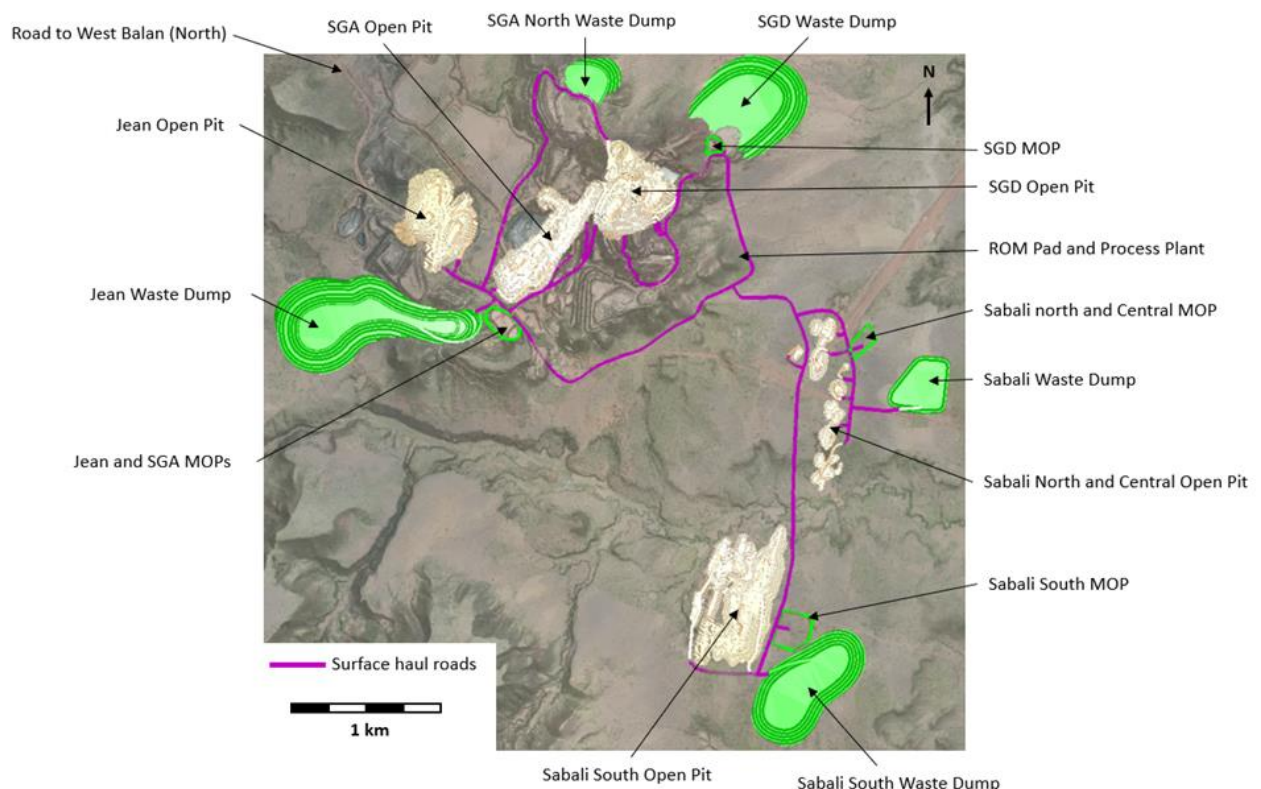 SGA North Waste Dump
SGD Waste Dump
SGA Open Pit
Road to West Balan (North)
N
Jean Open Pit
SGD MOP
SGD Open Pit
ROM Pad and Process Plant
Jean Waste Dump
Sabali north and Central MOP
Sabali Waste Dump
Jean and SGA MOPs
Sabali North and Central Open Pit
Sabali South MOP
Surface haul roads
1 km
Sabali South Open Pit
Sabali South Waste Dump